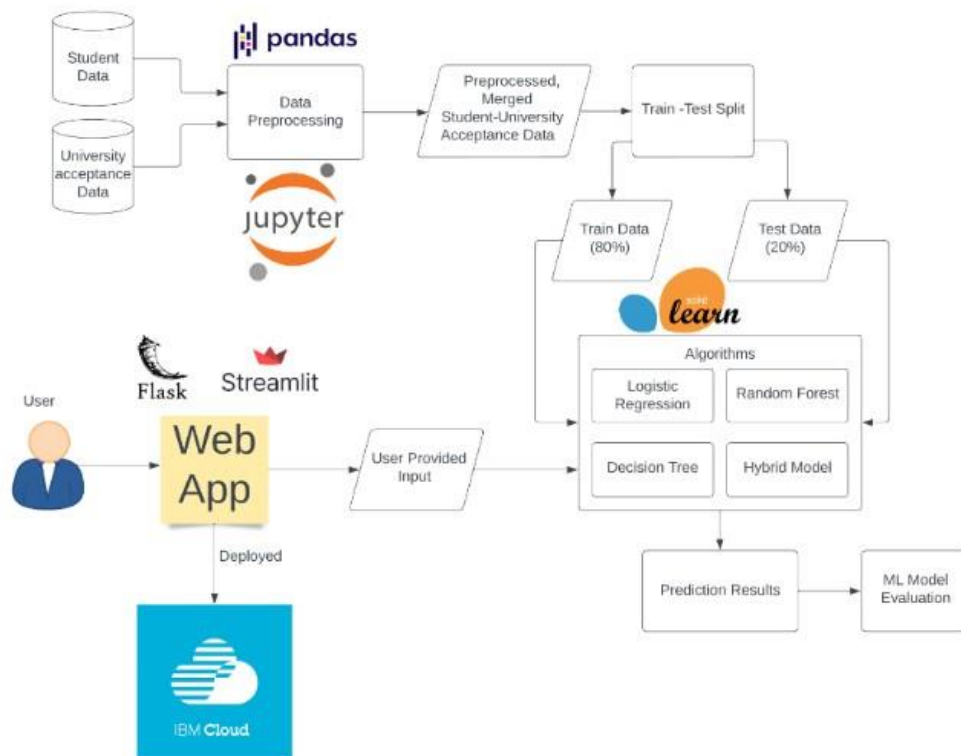 pandas
Student
Data
Data
Preprocessing
Preprocessed,
Merged
Student-University
Acceptance Data
Train -Test Split
University
acceptance
Data
jupyter
Train Data
(80%)
Test Data
(20%)
scikit
learn
Algorithms
Logistic
Regression
Random Forest
Decision Tree
Hybrid Model
Flask
Streamlit
User
Web
App
User Provided
Input
Deployed
Prediction Results
ML Model
Evaluation
IBM Cloud